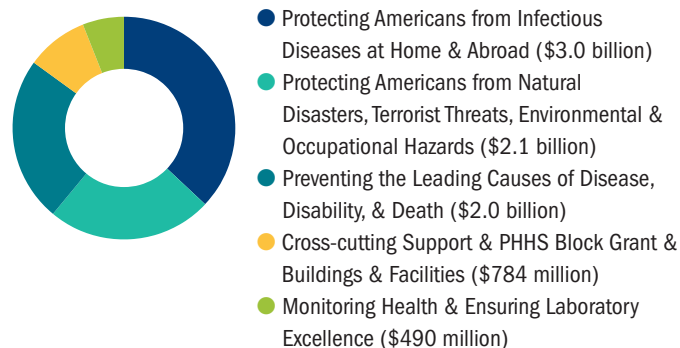 Protecting Americans from Infectious
Diseases at Home & Abroad ($3.0 billion)
Protecting Americans from Natural
Disasters, Terrorist Threats, Environmental &
Occupational Hazards ($2.1 billion)
Preventing the Leading Causes of Disease,
Disability, & Death ($2.0 billion)
Cross-cutting Support & PHHS Block Grant &
Buildings & Facilities ($784 million)
Monitoring Health & Ensuring Laboratory
Excellence ($490 million)